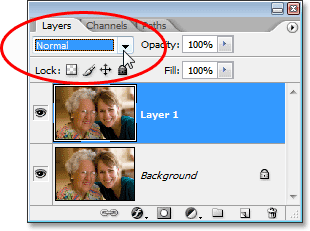 Layers Channels Paths
Normal Opacity: 100%
Lock: Fill: 100%
Layer 1
Background